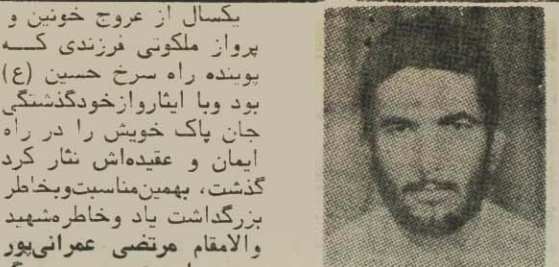 یکسال از عروج خونین و
پرواز ملکوتی فرزندی کـــه
پوینده راه سرخ حسین (ع)
بود وبا ایثاروازخودگذشتگی
جان پاک خویش را در راه
ایمان و عقیده‌اش نثار کرد
گذشت، بهمین‌مناسبت‌وبخاطر
بزرگداشت یاد وخاطره‌شهید
والامقام مرتضی عمرانی‌پور